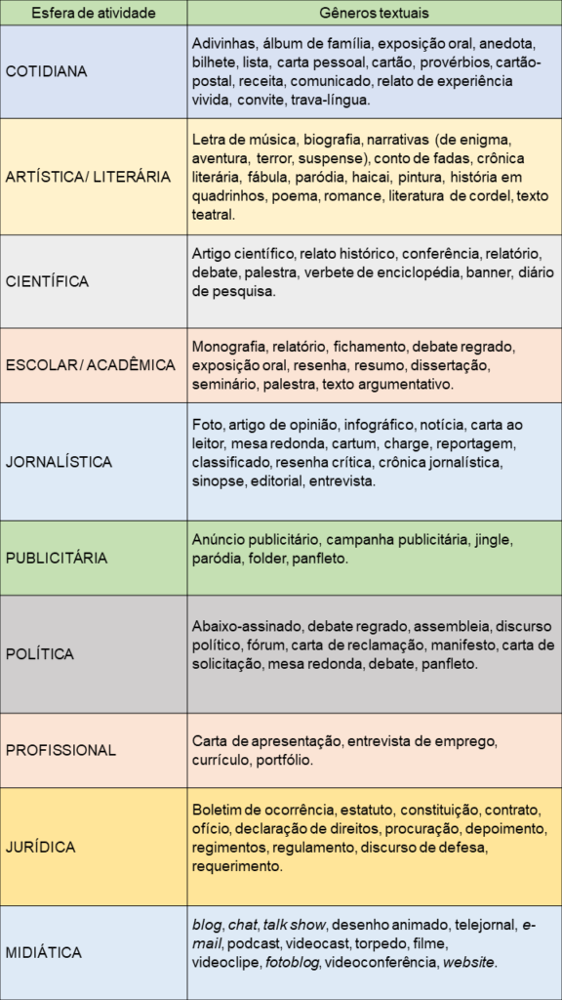 Esfera de atividade
Gêneros textuais
COTIDIANA
Adivinhas, álbum de família, exposição oral, anedota,
bilhete, lista, carta pessoal, cartão, provérbios, cartão-
postal, receita, comunicado, relato de experiência
vivida, convite, trava-língua.
ARTÍSTICA/ LITERÁRIA
Letra de música, biografia, narrativas (de enigma,
aventura, terror, suspense), conto de fadas, crônica
literária, fábula, paródia, haicai, pintura, história em
quadrinhos, poema, romance, literatura de cordel, texto
teatral.
CIENTÍFICA
Artigo científico, relato histórico, conferência, relatório,
debate, palestra, verbete de enciclopédia, banner, diário
de pesquisa.
ESCOLAR/ ACADÊMICA
Monografia, relatório, fichamento, debate regrado,
exposição oral, resenha, resumo, dissertação,
seminário, palestra, texto argumentativo.
JORNALÍSTICA
Foto, artigo de opinião, infográfico, notícia, carta ao
leitor, mesa redonda, cartum, charge, reportagem,
classificado, resenha crítica, crônica jornalística,
sinopse, editorial, entrevista.
PUBLICITÁRIA
Anúncio publicitário, campanha publicitária, jingle,
paródia, folder, panfleto.
POLÍTICA
Abaixo-assinado, debate regrado, assembleia, discurso
político, fórum, carta de reclamação, manifesto, carta de
solicitação, mesa redonda, debate, panfleto.
PROFISSIONAL
Carta de apresentação, entrevista de emprego,
currículo, portfólio.
JURÍDICA
Boletim de ocorrência, estatuto, constituição, contrato,
ofício, declaração de direitos, procuração, depoimento,
regimentos, regulamento, discurso de defesa,
requerimento.
MIDIÁTICA
blog, chat, talk show, desenho animado, telejornal, e-
mail, podcast, videocast, torpedo, filme,
videoclipe, fotoblog, videoconferência, website.